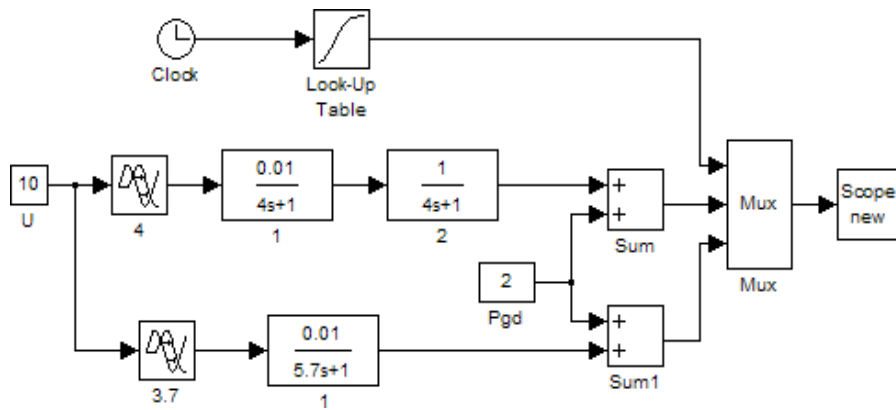 Clock
Look-Up
Table
10
U
4
0.01
4s+1
1
1
4s+1
2
+
+
Sum
2
Pgd
3.7
0.01
5.7s+1
1
+
+
Sum1
Mux
Mux
Scope
new